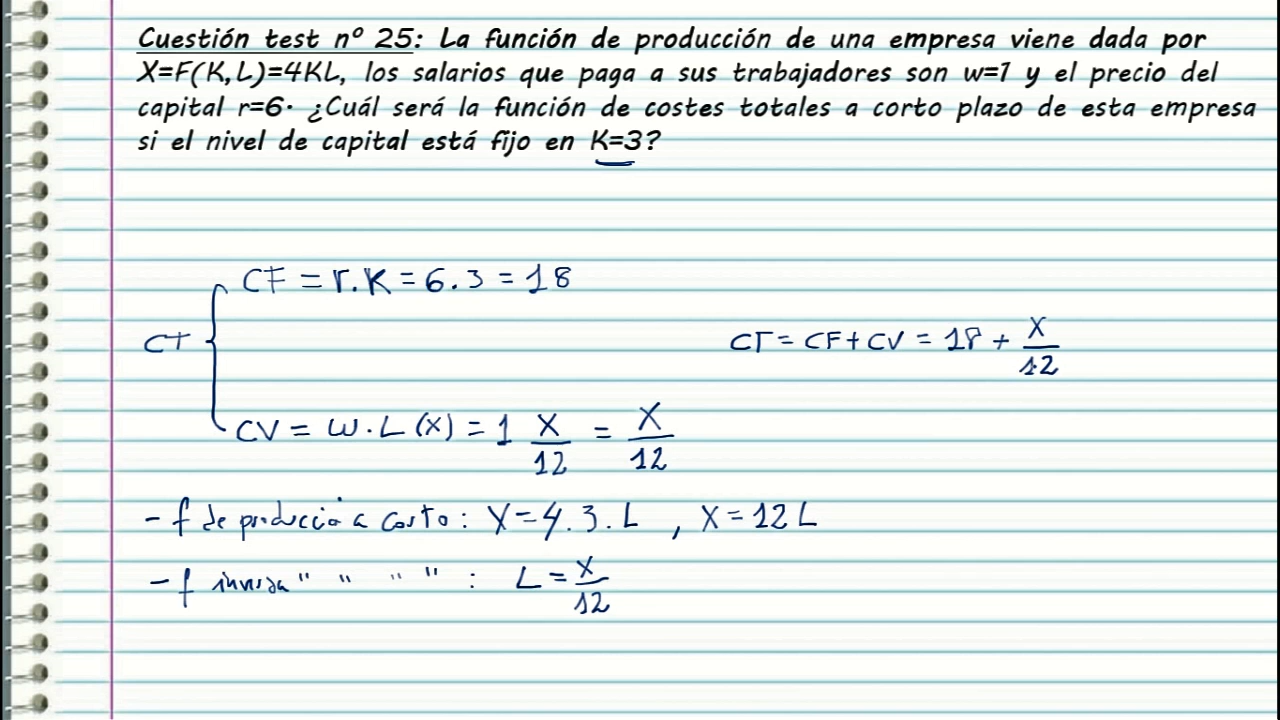 Cuestión test nº 25: La función de producción de una empresa viene dada por
X=F(K,L)=4KL, los salarios que paga a sus trabajadores son w=1 y el precio del
capital r=6· ¿Cuál será la función de costes totales a corto plazo de esta empresa
si el nivel de capital está fijo en K=3?
CF = r.K = 6.3 = 18
CT
CT = CF + CV = 18 + X/12
CV = w.L(x) = 1 X/12 = X/12
- f de producció a corto: X=4.3.L , X=12L
- f inversa " " " " : L = X/12